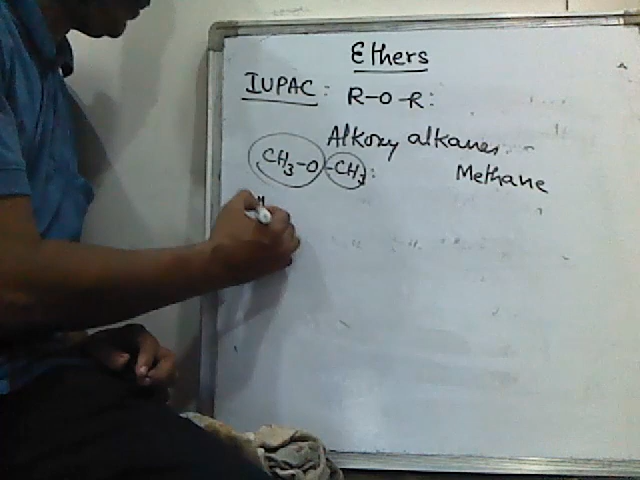 Ethers
IUPAC: R-O-R:
Alkoxy alkanes.
CH3-O-CH3: Methane